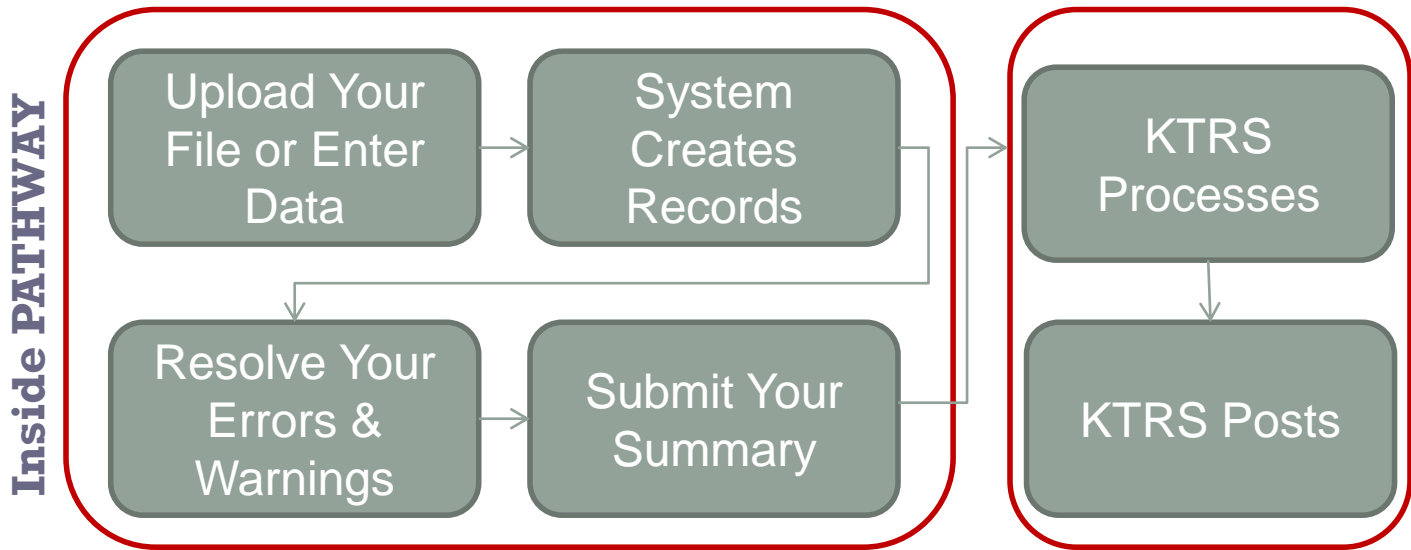 Inside PATHWAY
Upload Your
File or Enter
Data
System
Creates
Records
Resolve Your
Errors &
Warnings
Submit Your
Summary
KTRS
Processes
KTRS Posts